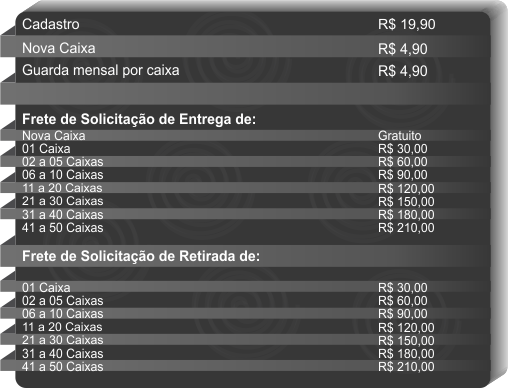 Cadastro R$ 19,90
Nova Caixa R$ 4,90
Guarda mensal por caixa R$ 4,90
Frete de Solicitação de Entrega de:
Nova Caixa Gratuito
01 Caixa R$ 30,00
02 a 05 Caixas R$ 60,00
06 a 10 Caixas R$ 90,00
11 a 20 Caixas R$ 120,00
21 a 30 Caixas R$ 150,00
31 a 40 Caixas R$ 180,00
41 a 50 Caixas R$ 210,00
Frete de Solicitação de Retirada de:
01 Caixa R$ 30,00
02 a 05 Caixas R$ 60,00
06 a 10 Caixas R$ 90,00
11 a 20 Caixas R$ 120,00
21 a 30 Caixas R$ 150,00
31 a 40 Caixas R$ 180,00
41 a 50 Caixas R$ 210,00